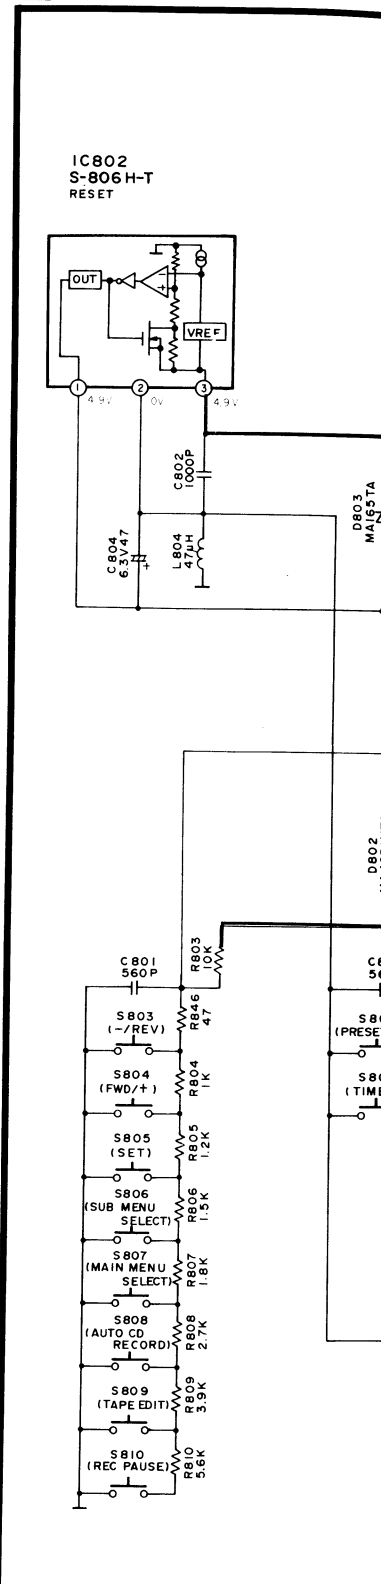 IC802
S-806H-T
RESET
OUT
VREF
1
2
3
4.9V
0V
4.9V
C802
1000P
C804
6.3V47
L804
47μH
D803
MA165TA
D802
R803
10K
C801
560P
R846
47
S803
(-/REV)
R804
1K
S804
(FWD/+)
R805
1.2K
S805
(SET)
R806
1.5K
S806
(SUB MENU
SELECT)
R807
1.8K
S807
(MAIN MENU
SELECT)
R808
2.7K
S808
(AUTO CD
RECORD)
R809
3.9K
S809
(TAPE EDIT)
R810
5.6K
S810
(REC PAUSE)